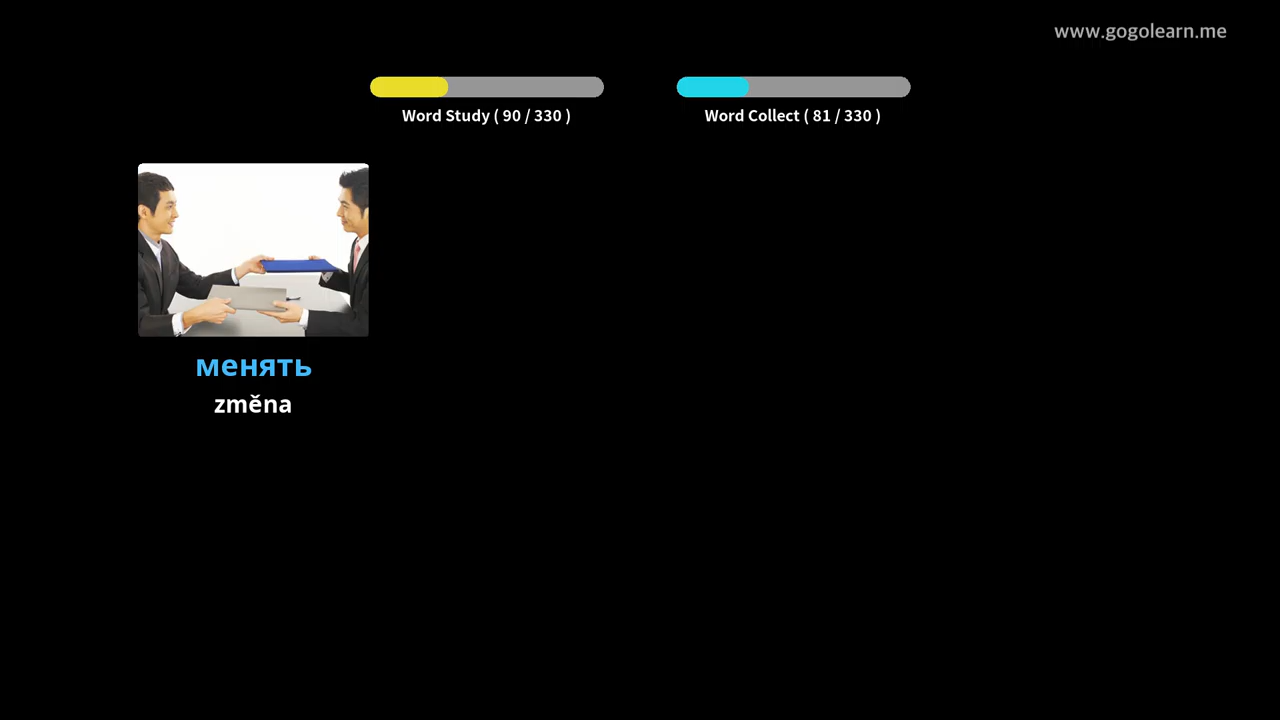 www.gogolearn.me
Word Study ( 90 / 330 )
Word Collect ( 81 / 330 )
менять
změna